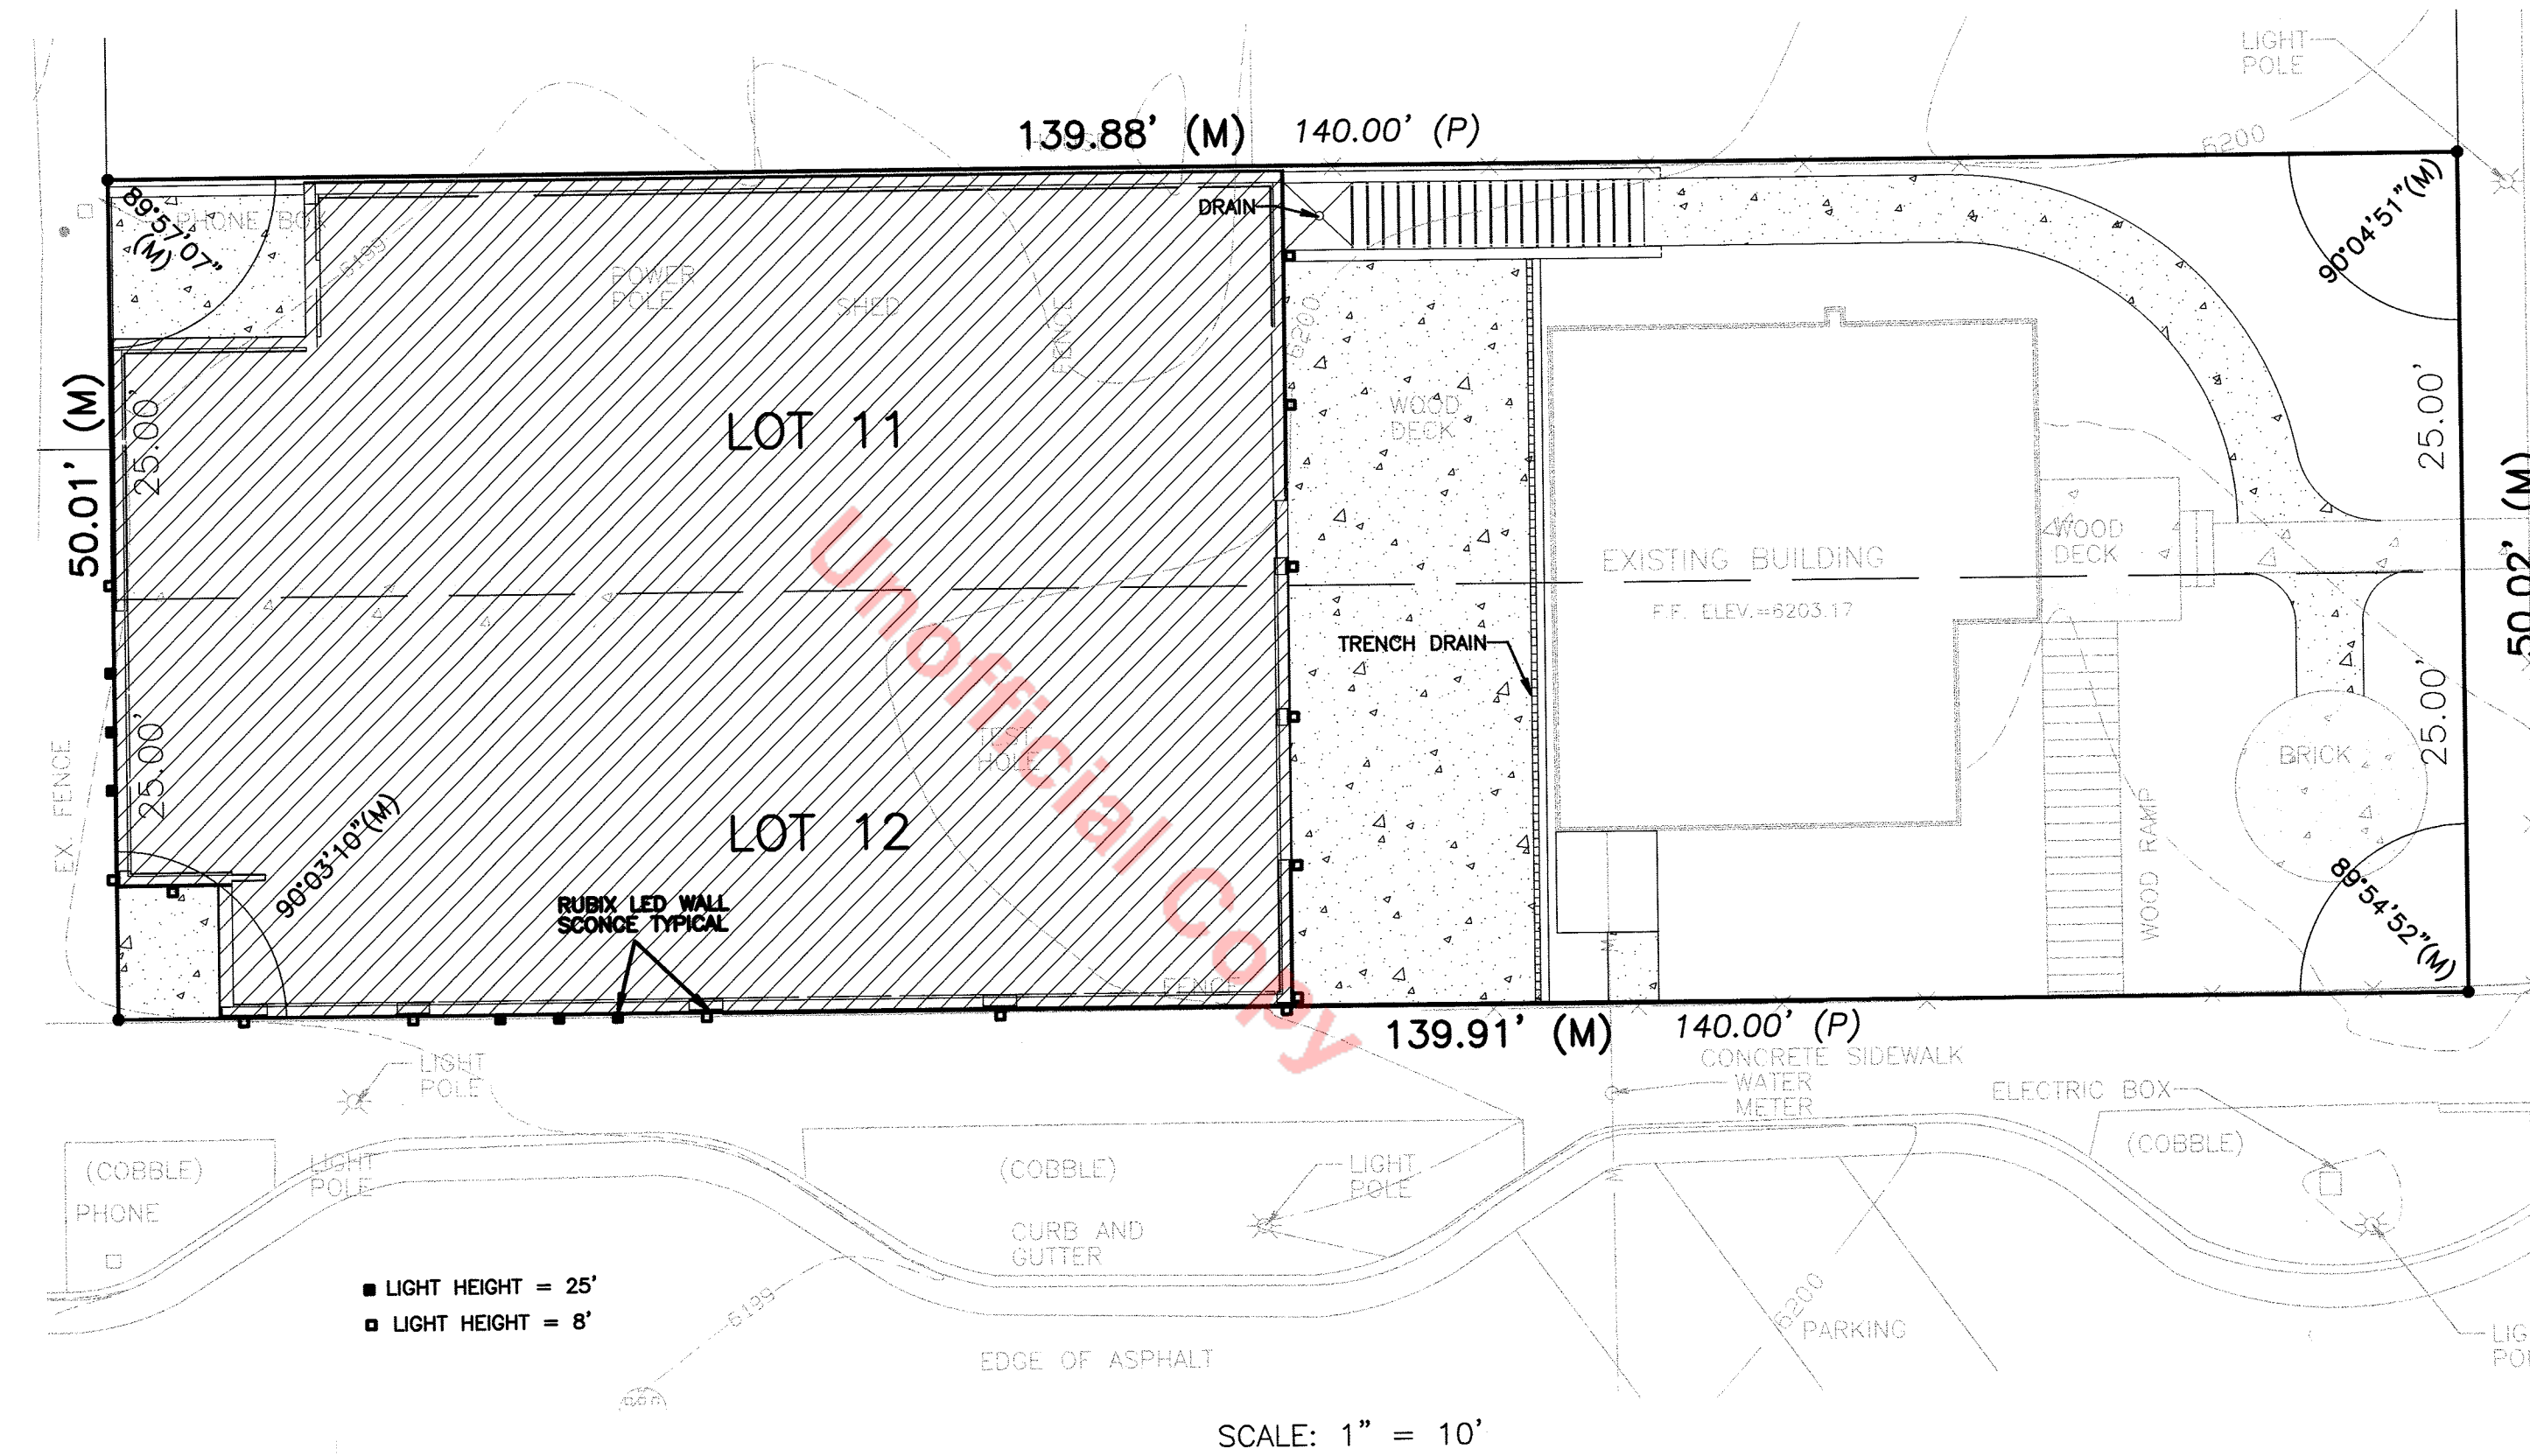 LIGHT
POLE
139.88' (M) 140.00' (P)
6200
89°57'07"
(M)
PHONE BOX
6199
DRAIN
90°04'51"(M)
POWER
POLE
SHED
FENCE
6200
WOOD
DECK
LOT 11
50.01' (M)
25.00'
25.00'
50.02' (M)
WOOD
DECK
EXISTING BUILDING
F.F. ELEV.=6203.17
TRENCH DRAIN
Unofficial Copy
TEST
HOLE
EX. FENCE
25.00'
90°03'10"(M)
LOT 12
BRICK
25.00'
WOOD RAMP
89°54'52"(M)
RUBIX LED WALL
SCONCE TYPICAL
FENCE
139.91' (M) 140.00' (P)
CONCRETE SIDEWALK
WATER
METER
ELECTRIC BOX
LIGHT
POLE
(COBBLE)
LIGHT
POLE
(COBBLE)
LIGHT
POLE
(COBBLE)
PHONE
CURB AND
GUTTER
LIGHT HEIGHT = 25'
LIGHT HEIGHT = 8'
6199
6200
PARKING
EDGE OF ASPHALT
SCALE: 1" = 10'